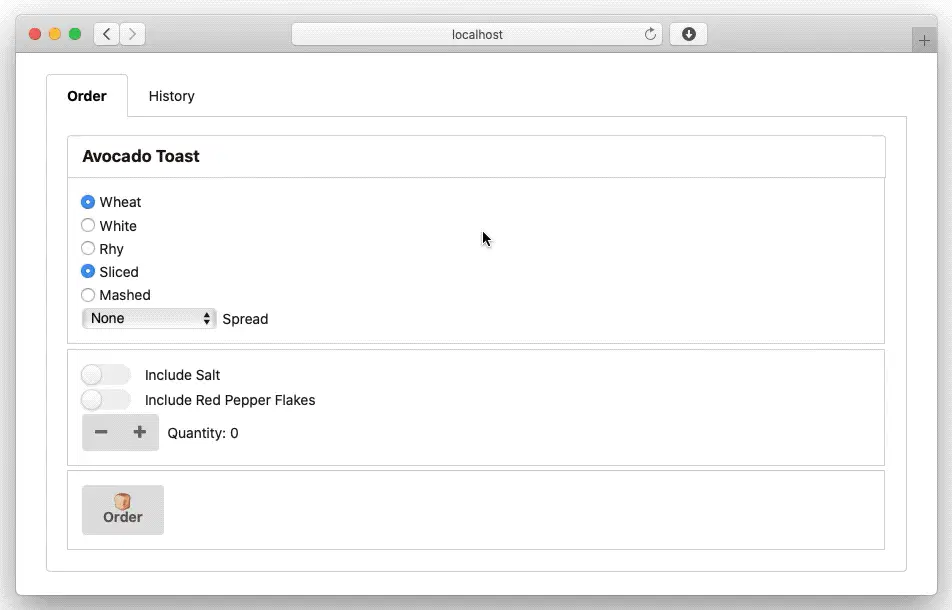 localhost
Order History
Avocado Toast
Wheat
White
Rhy
Sliced
Mashed
None Spread
Include Salt
Include Red Pepper Flakes
Quantity: 0
Order